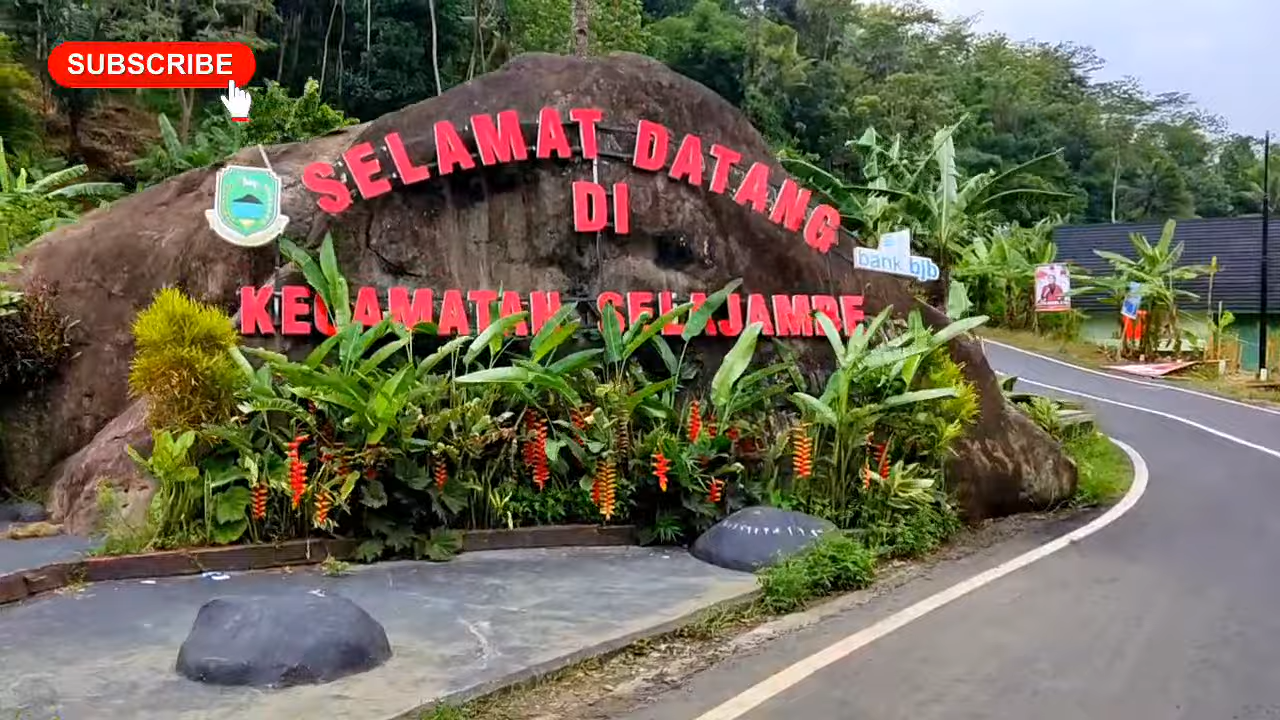 SUBSCRIBE
SELAMAT DATANG
DI
KECAMATAN SELAJAMBE
bank bjb